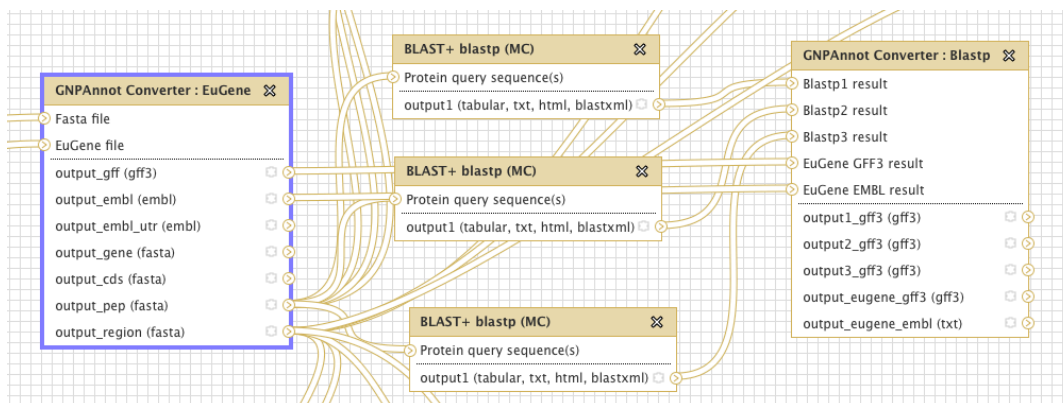 GNPAnnot Converter : EuGene
Fasta file
EuGene file
output_gff (gff3)
output_embl (embl)
output_embl_utr (embl)
output_gene (fasta)
output_cds (fasta)
output_pep (fasta)
output_region (fasta)
BLAST+ blastp (MC)
Protein query sequence(s)
output1 (tabular, txt, html, blastxml)
BLAST+ blastp (MC)
Protein query sequence(s)
output1 (tabular, txt, html, blastxml)
BLAST+ blastp (MC)
Protein query sequence(s)
output1 (tabular, txt, html, blastxml)
GNPAnnot Converter : Blastp
Blastp1 result
Blastp2 result
Blastp3 result
EuGene GFF3 result
EuGene EMBL result
output1_gff3 (gff3)
output2_gff3 (gff3)
output3_gff3 (gff3)
output_eugene_gff3 (gff3)
output_eugene_embl (txt)